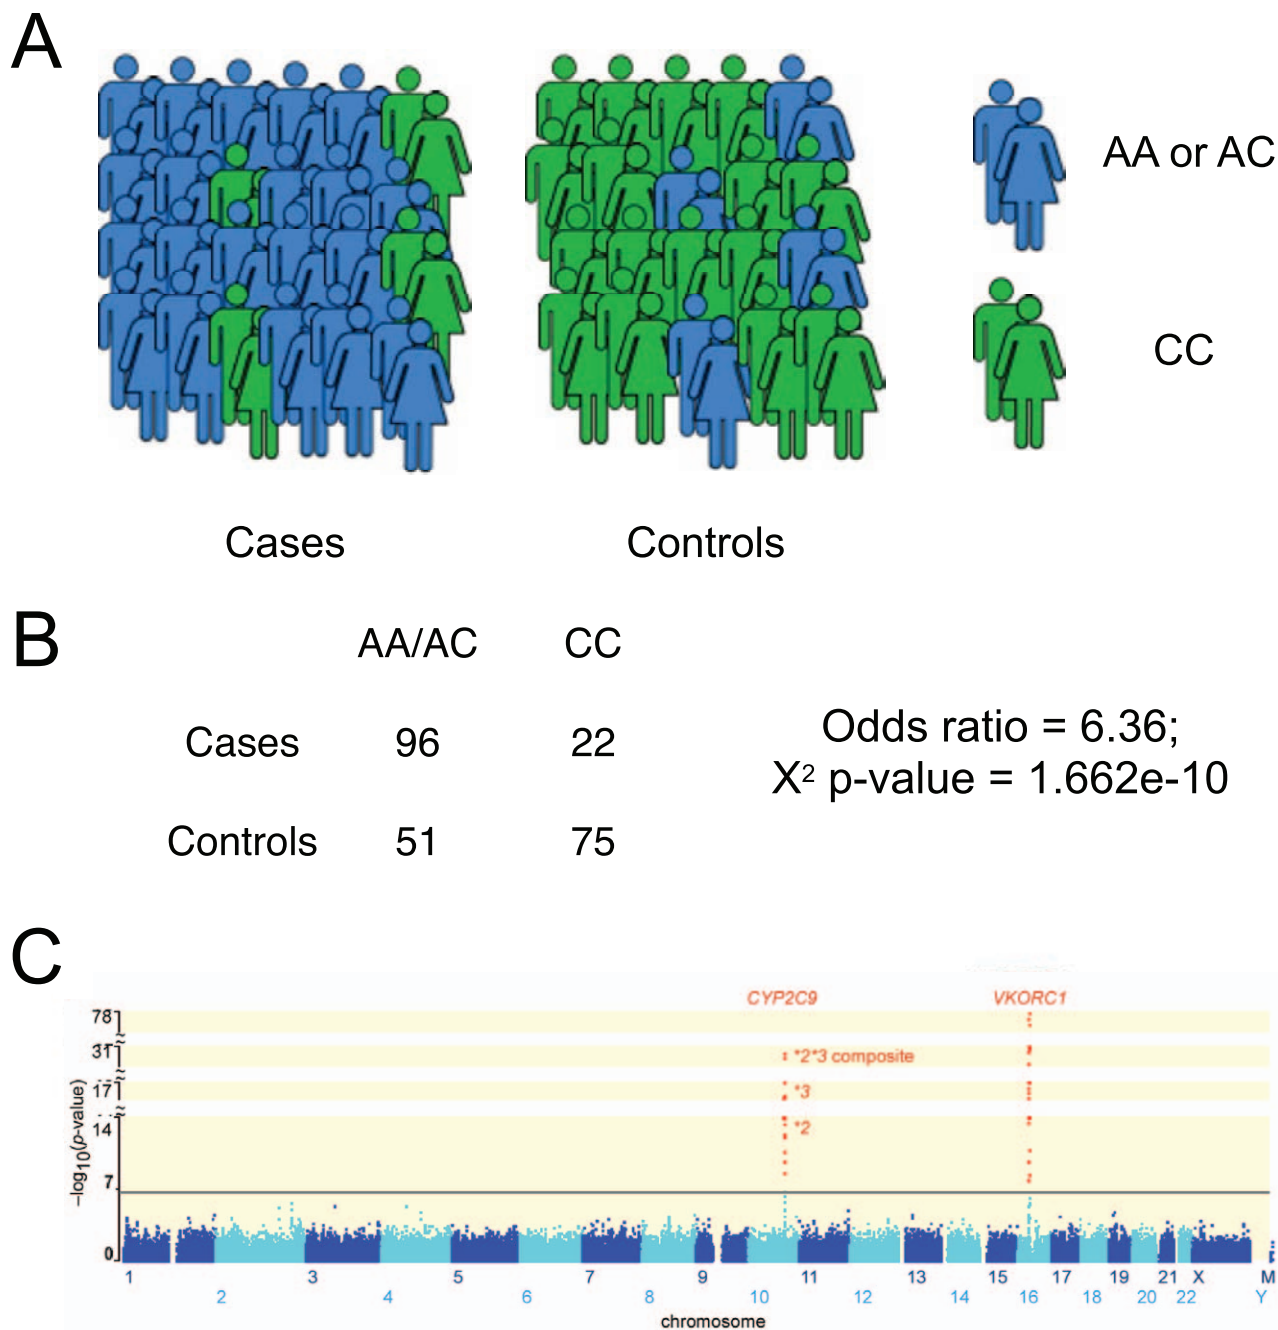 A
AA or AC
CC
Cases
Controls
B
AA/AC CC
Cases 96 22
Controls 51 75
Odds ratio = 6.36;
X² p-value = 1.662e-10
C
CYP2C9 VKORC1
78
31
*2*3 composite
17
*3
14
*2
7
0
–log10(p-value)
1 3 5 7 9 11 13 15 17 19 21 X M
2 4 6 8 10 12 14 16 18 20 22 Y
chromosome